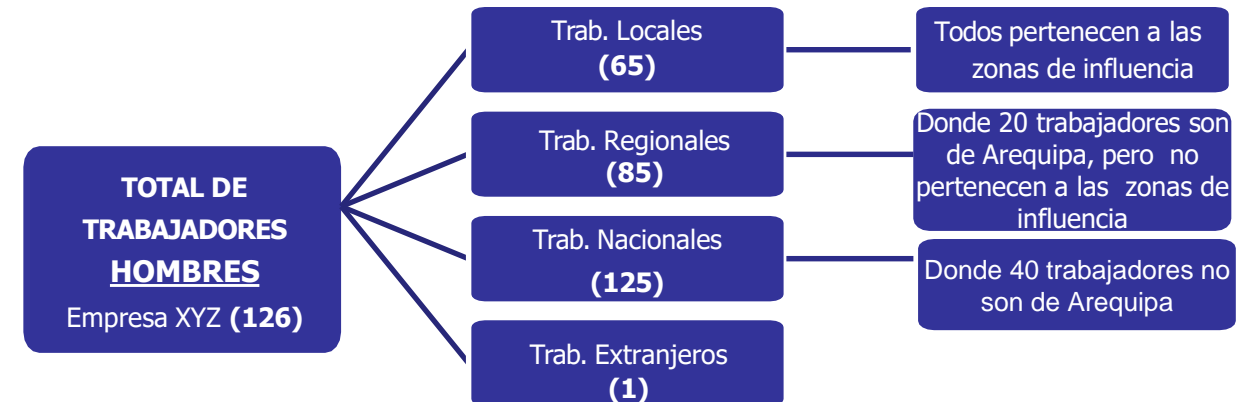 TOTAL DE
TRABAJADORES
HOMBRES
Empresa XYZ (126)
Trab. Locales
(65)
Todos pertenecen a las
zonas de influencia
Trab. Regionales
(85)
Donde 20 trabajadores son
de Arequipa, pero no
pertenecen a las zonas de
influencia
Trab. Nacionales
(125)
Donde 40 trabajadores no
son de Arequipa
Trab. Extranjeros
(1)